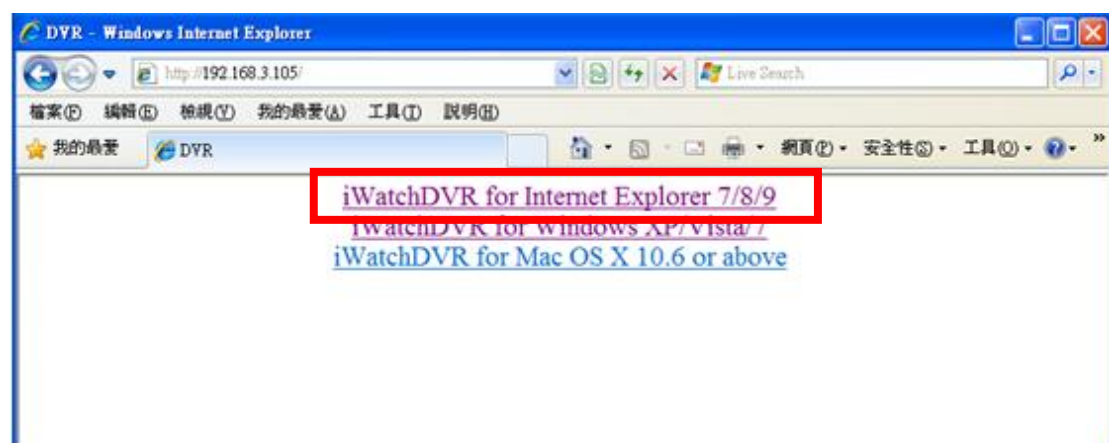 DVR - Windows Internet Explorer
http://192.168.3.105/
Live Search
檔案(F) 編輯(E) 檢視(V) 我的最愛(A) 工具(T) 說明(H)
我的最愛 DVR 網頁(P) 安全性(S) 工具(O) »
iWatchDVR for Internet Explorer 7/8/9
iWatchDVR for Windows XP/Vista/7
iWatchDVR for Mac OS X 10.6 or above